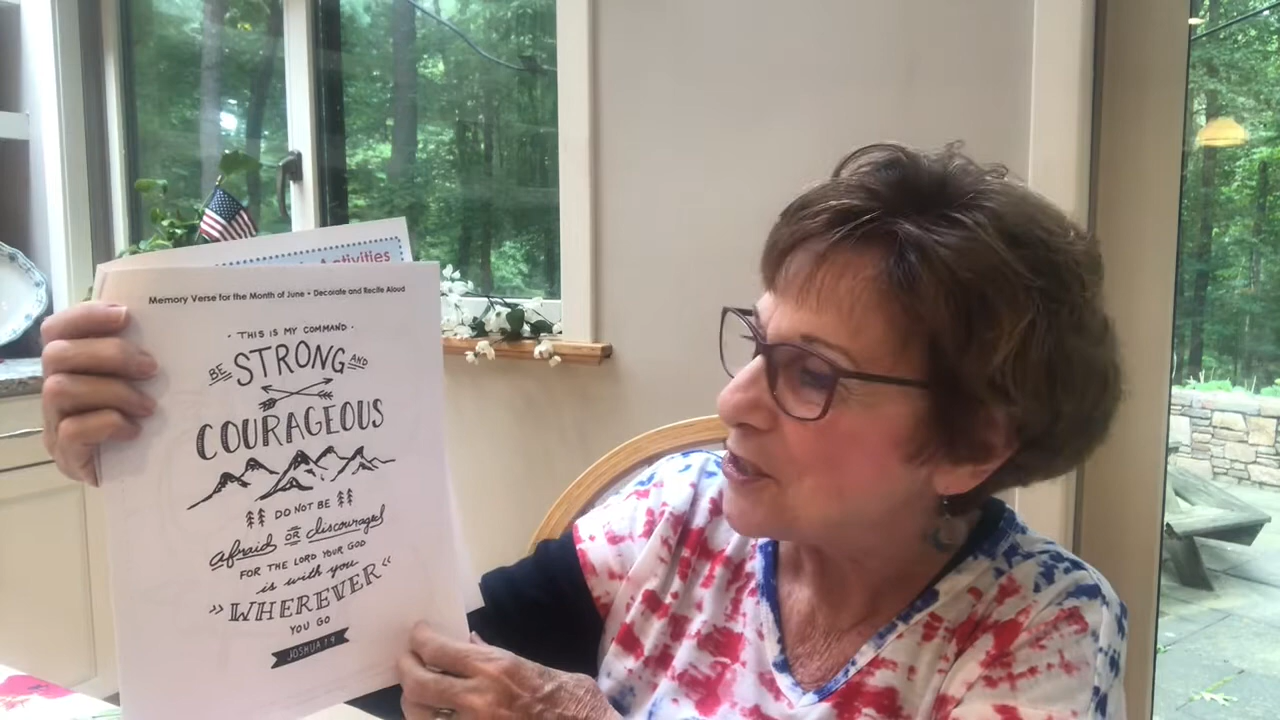 Activities
Memory Verse for the Month of June • Decorate and Recite Aloud
· THIS IS MY COMMAND ·
BE STRONG AND
COURAGEOUS
DO NOT BE
afraid OR discouraged
FOR THE LORD YOUR GOD
is with you
WHEREVER
YOU GO
JOSHUA 1:9